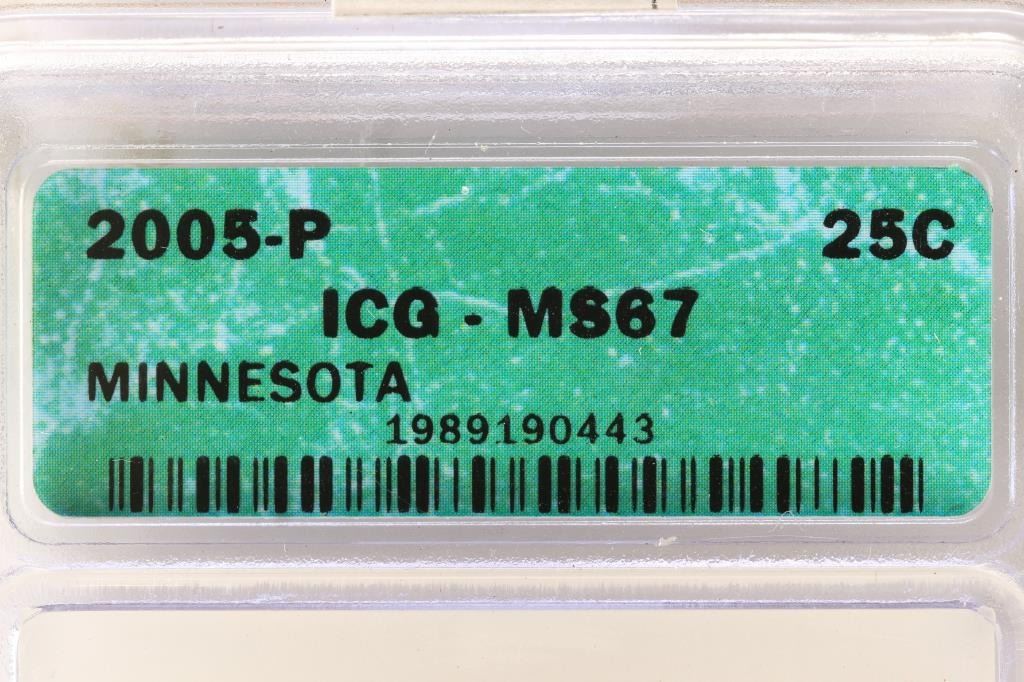 2005-P 25C
ICG - MS67
MINNESOTA
1989190443